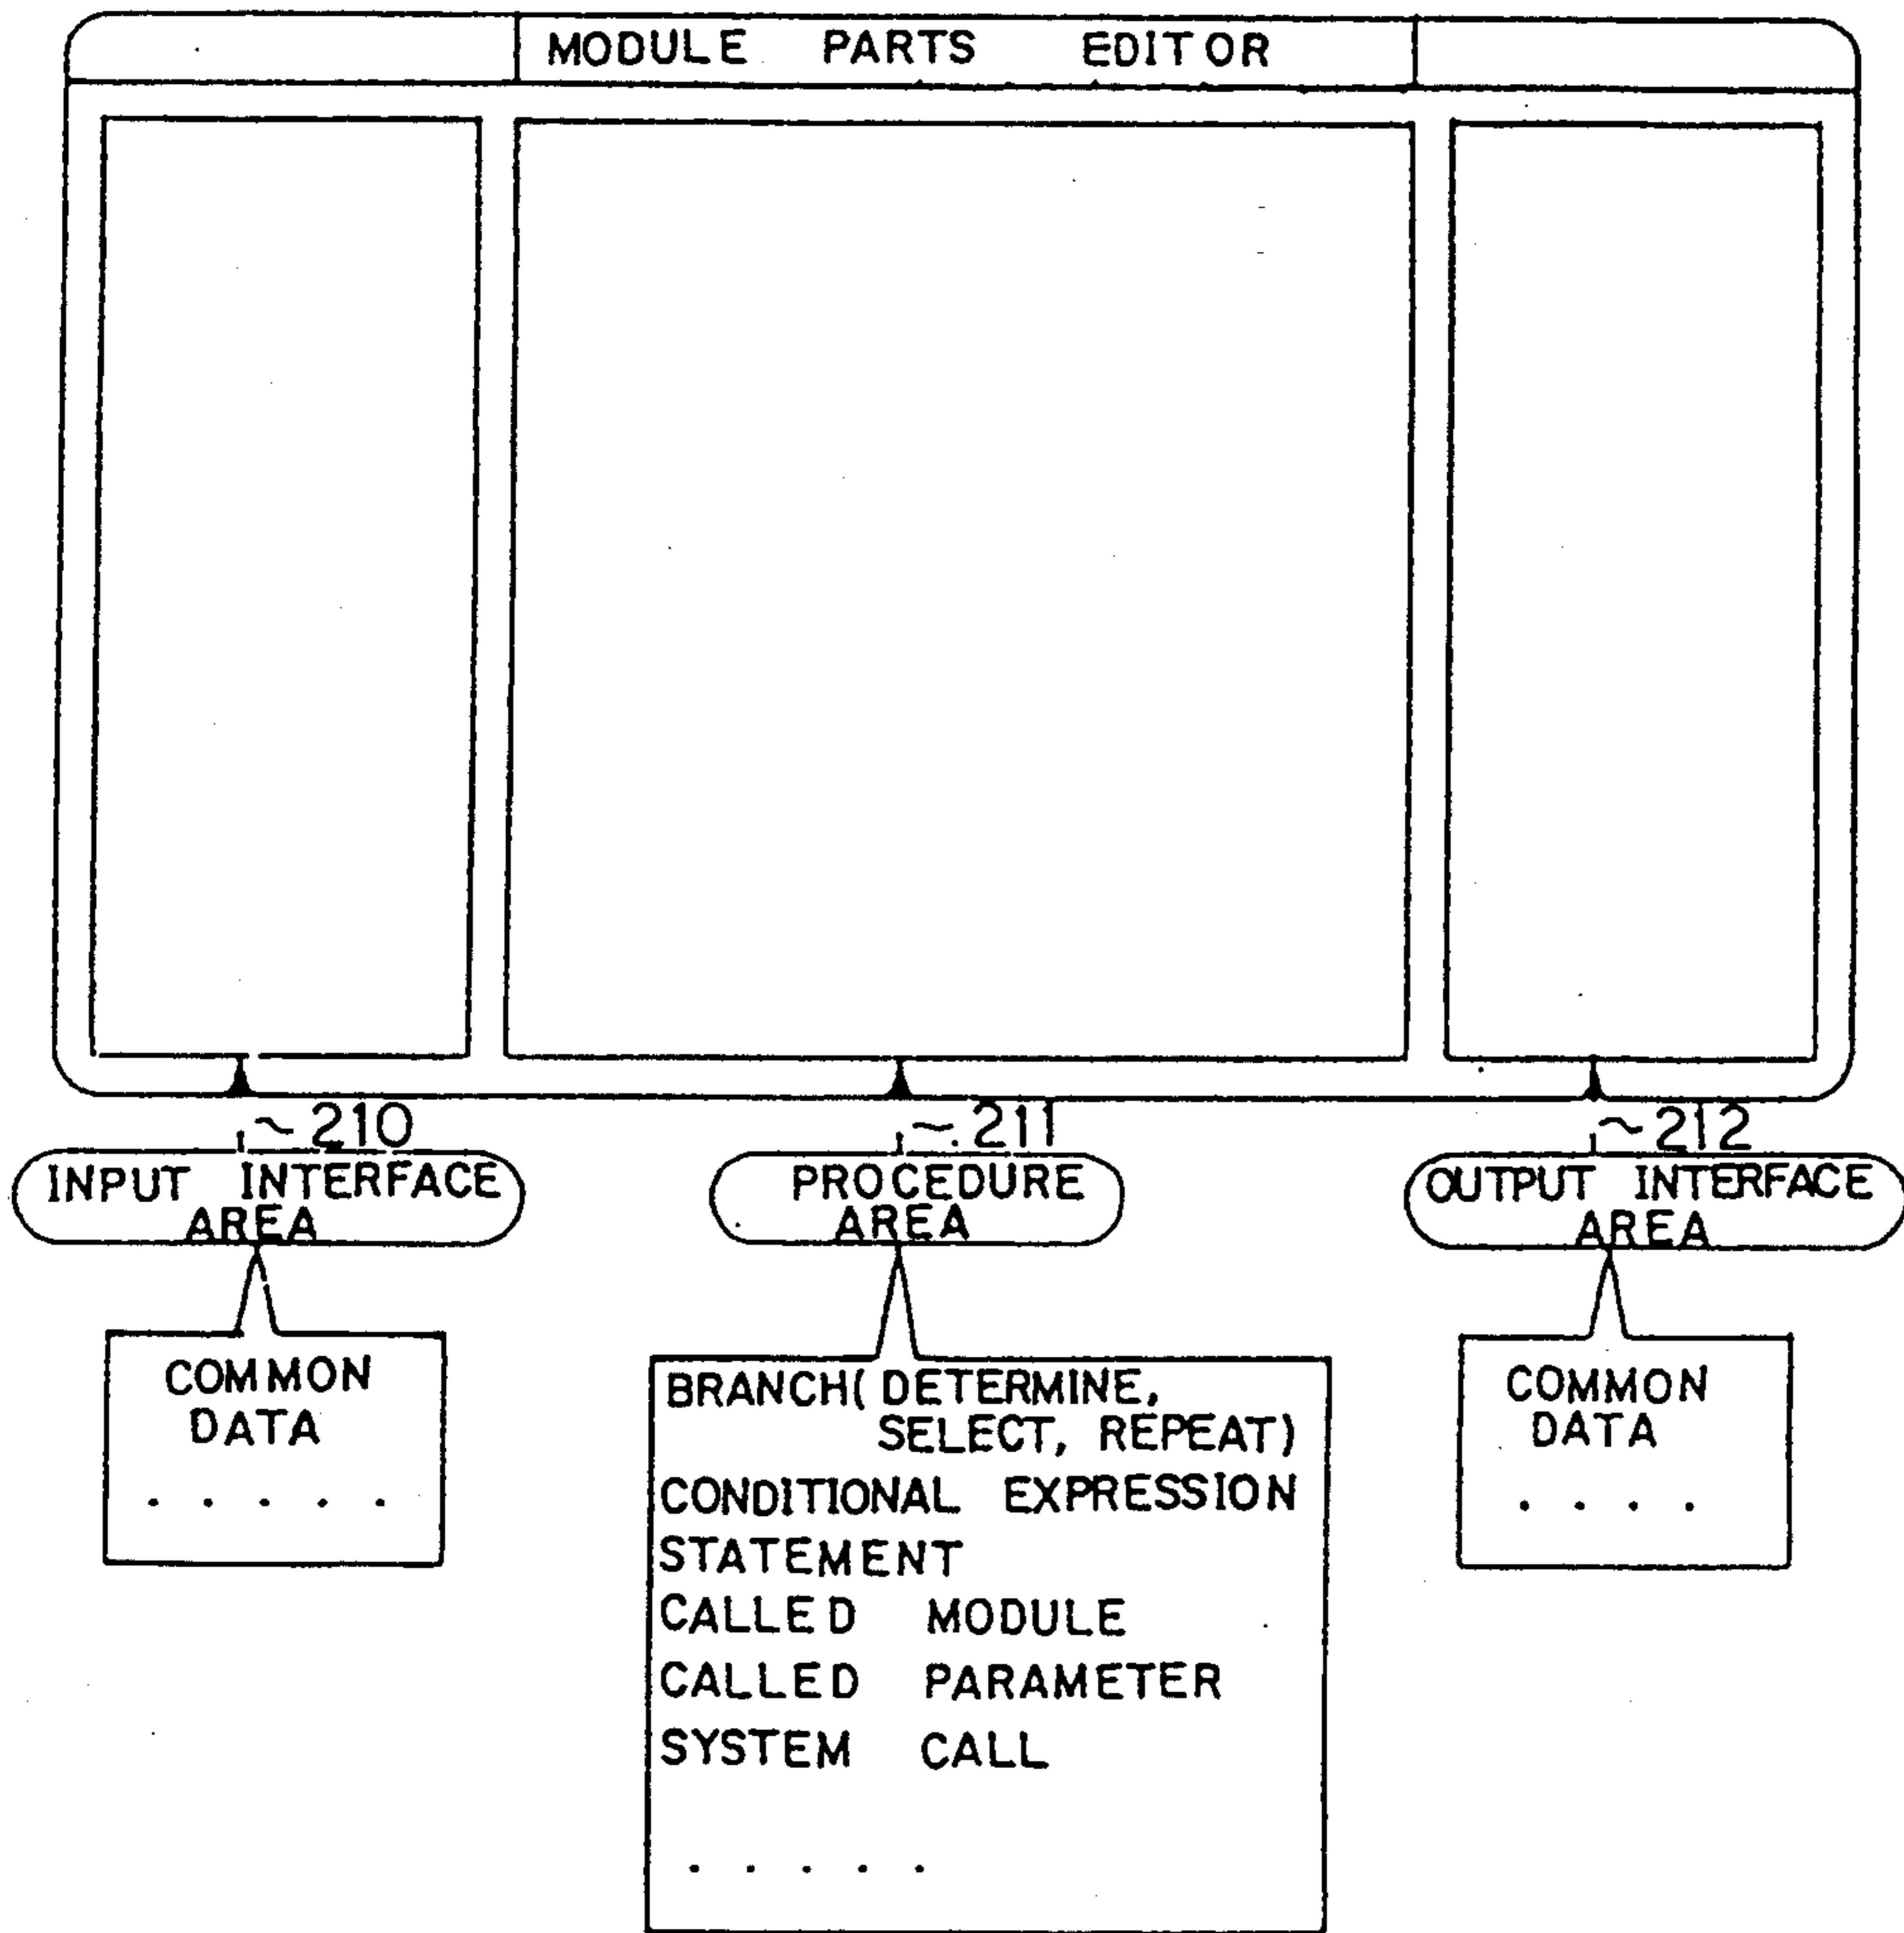 MODULE PARTS EDITOR
~210
INPUT INTERFACE
AREA
COMMON
DATA
. . . . .
~211
PROCEDURE
AREA
BRANCH(DETERMINE,
SELECT, REPEAT)
CONDITIONAL EXPRESSION
STATEMENT
CALLED MODULE
CALLED PARAMETER
SYSTEM CALL
. . . . .
~212
OUTPUT INTERFACE
AREA
COMMON
DATA
. . . .